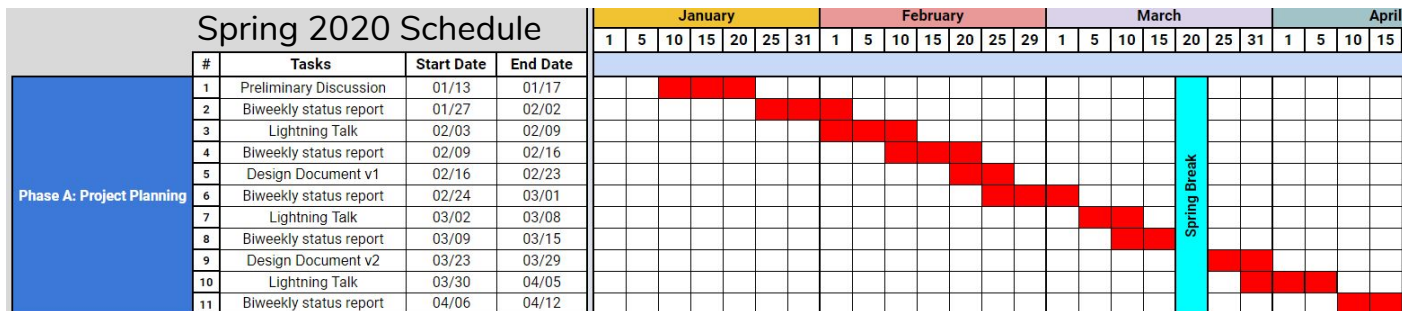 Spring 2020 Schedule
January February March April
1 5 10 15 20 25 31 1 5 10 15 20 25 29 1 5 10 15 20 25 31 1 5 10 15
# Tasks Start Date End Date
Phase A: Project Planning
1 Preliminary Discussion 01/13 01/17
2 Biweekly status report 01/27 02/02
3 Lightning Talk 02/03 02/09
4 Biweekly status report 02/09 02/16
5 Design Document v1 02/16 02/23
6 Biweekly status report 02/24 03/01
7 Lightning Talk 03/02 03/08
8 Biweekly status report 03/09 03/15
9 Design Document v2 03/23 03/29
10 Lightning Talk 03/30 04/05
11 Biweekly status report 04/06 04/12
Spring Break